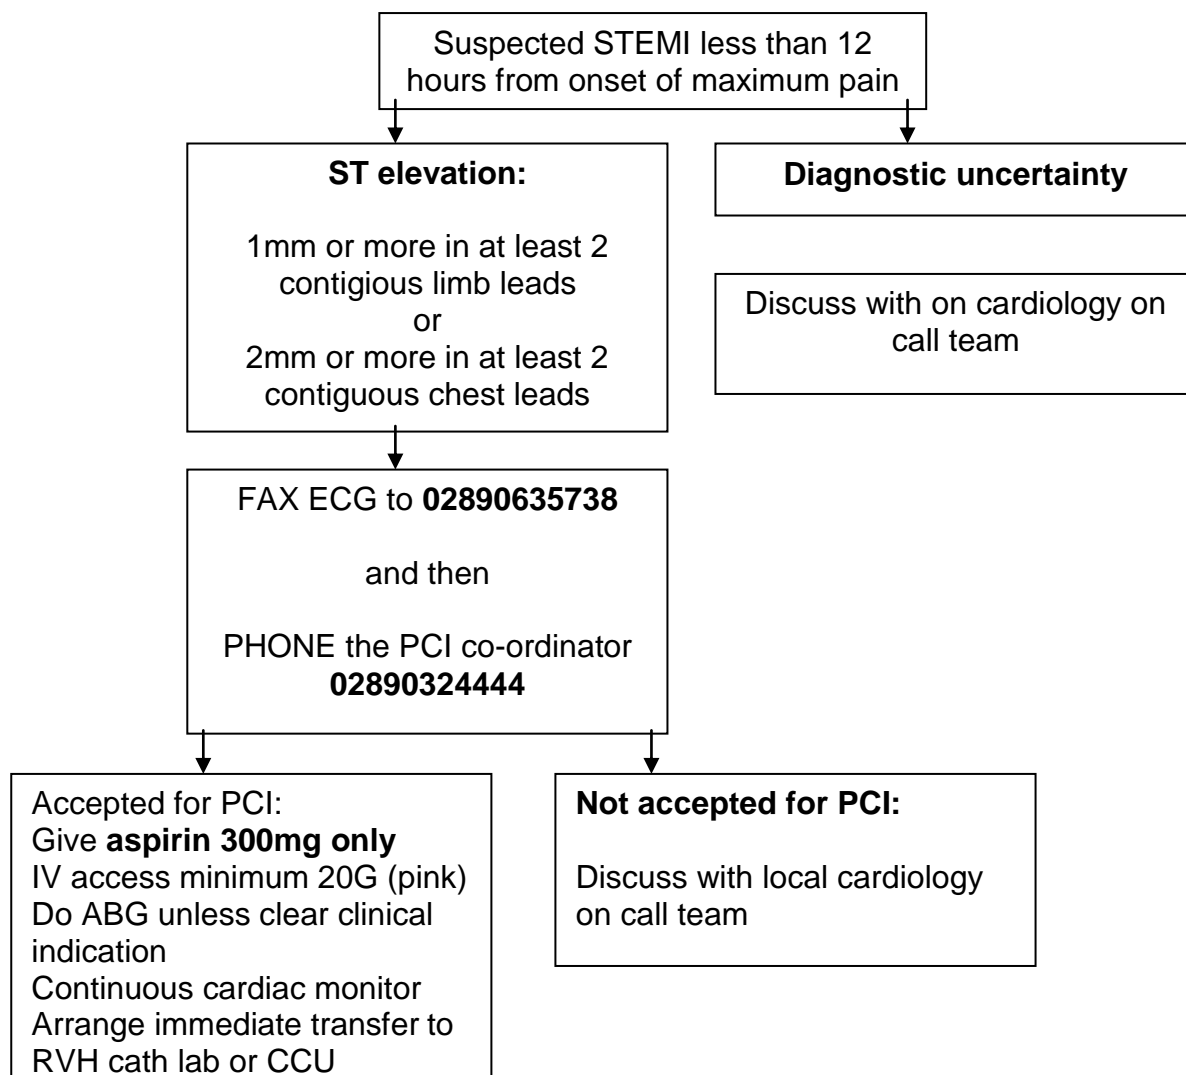 Suspected STEMI less than 12
hours from onset of maximum pain
ST elevation:
1mm or more in at least 2
contigious limb leads
or
2mm or more in at least 2
contiguous chest leads
Diagnostic uncertainty
Discuss with on cardiology on
call team
FAX ECG to 02890635738
and then
PHONE the PCI co-ordinator
02890324444
Accepted for PCI:
Give aspirin 300mg only
IV access minimum 20G (pink)
Do ABG unless clear clinical
indication
Continuous cardiac monitor
Arrange immediate transfer to
RVH cath lab or CCU
Not accepted for PCI:
Discuss with local cardiology
on call team